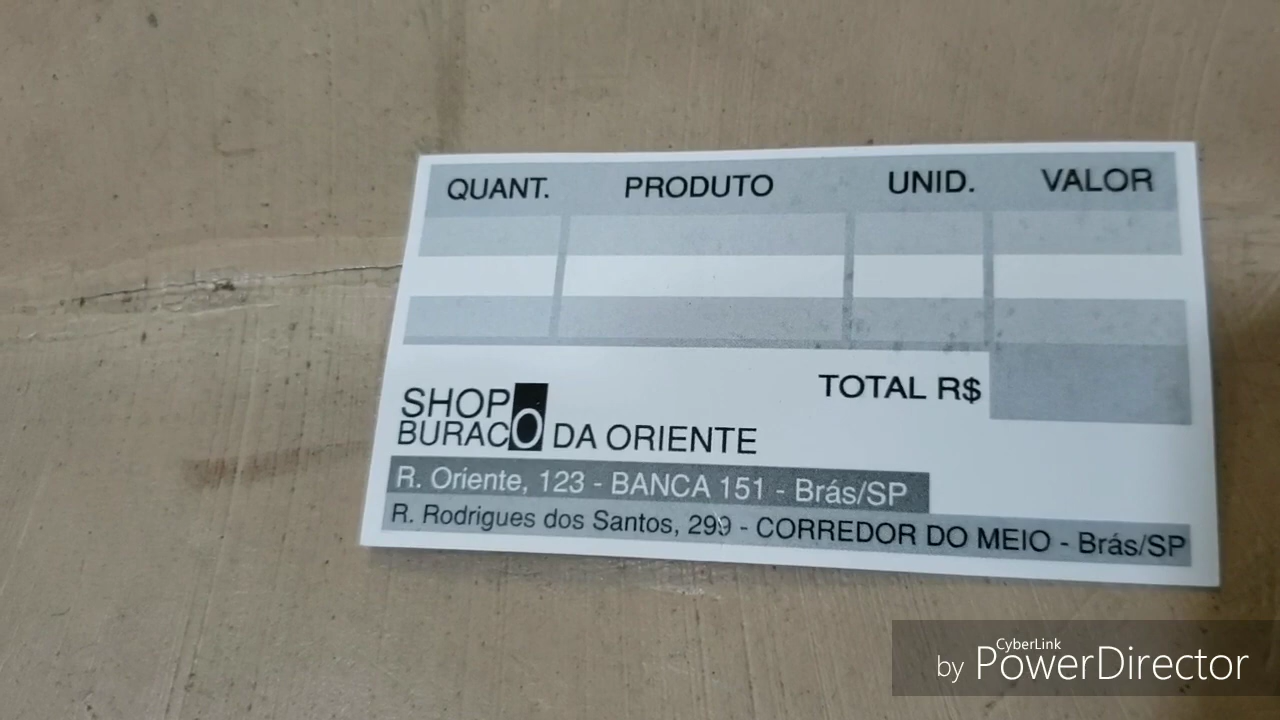 QUANT. PRODUTO UNID. VALOR
TOTAL R$
SHOP
BURACO DA ORIENTE
R. Oriente, 123 - BANCA 151 - Brás/SP
R. Rodrigues dos Santos, 299 - CORREDOR DO MEIO - Brás/SP
CyberLink
by PowerDirector